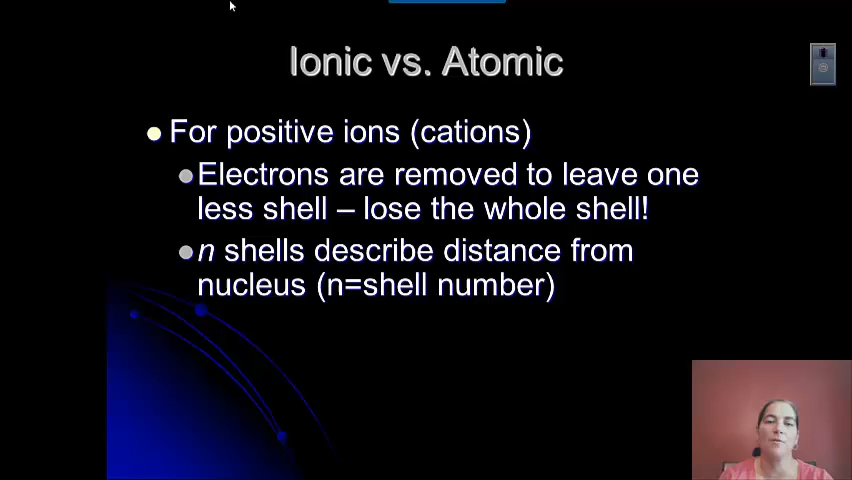 Ionic vs. Atomic
For positive ions (cations)
Electrons are removed to leave one
less shell – lose the whole shell!
n shells describe distance from
nucleus (n=shell number)